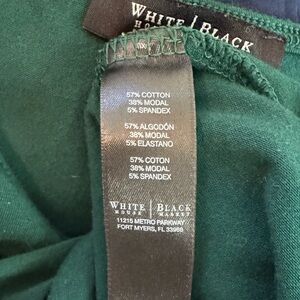 WHITE BLACK
HOUSE
57% COTTON
38% MODAL
5% SPANDEX
57% ALGODÓN
38% MODAL
5% ELASTANO
57% COTON
38% MODAL
5% SPANDEX
WHITE BLACK
HOUSE MARKET
11215 METRO PARKWAY
FORT MYERS, FL 33966